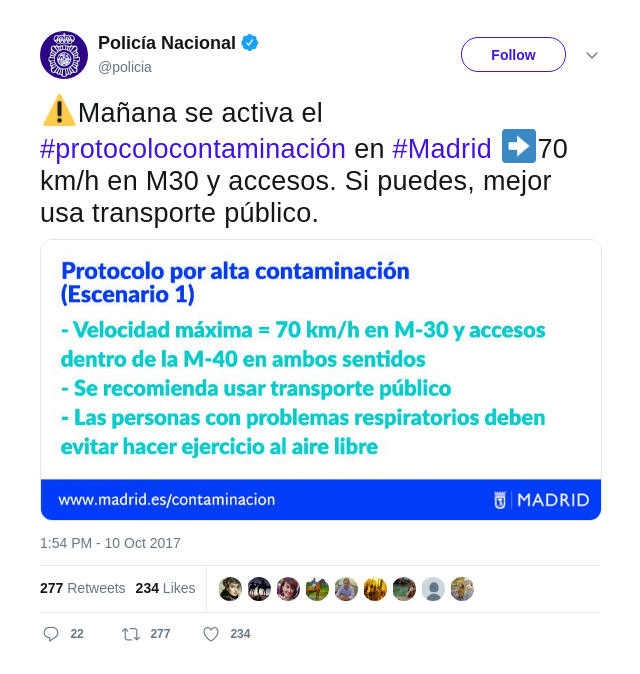 Policía Nacional
@policia
Follow
⚠️Mañana se activa el
#protocolocontaminación en #Madrid ➡️70
km/h en M30 y accesos. Si puedes, mejor
usa transporte público.
Protocolo por alta contaminación
(Escenario 1)
- Velocidad máxima = 70 km/h en M-30 y accesos
dentro de la M-40 en ambos sentidos
- Se recomienda usar transporte público
- Las personas con problemas respiratorios deben
evitar hacer ejercicio al aire libre
www.madrid.es/contaminacion
MADRID
1:54 PM - 10 Oct 2017
277 Retweets 234 Likes
22 277 234